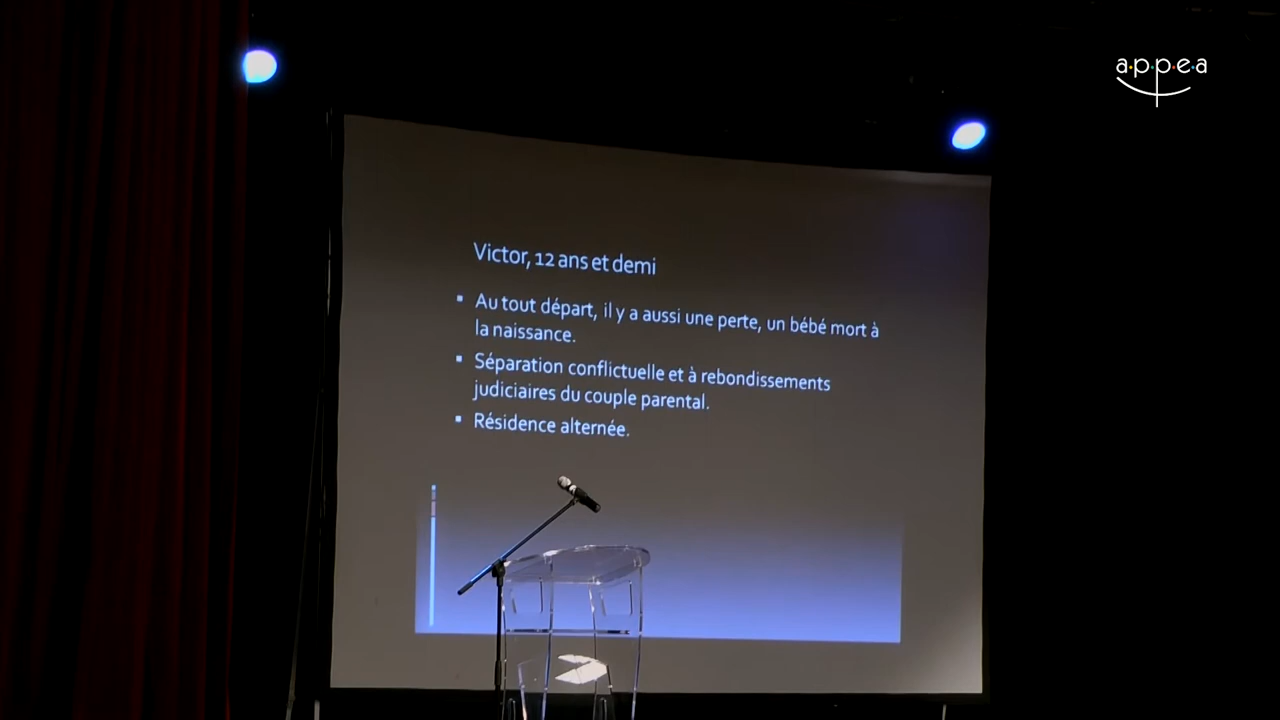 a·p·p·e·a
Victor, 12 ans et demi
▪ Au tout départ, il y a aussi une perte, un bébé mort à
la naissance.
▪ Séparation conflictuelle et à rebondissements
judiciaires du couple parental.
▪ Résidence alternée.